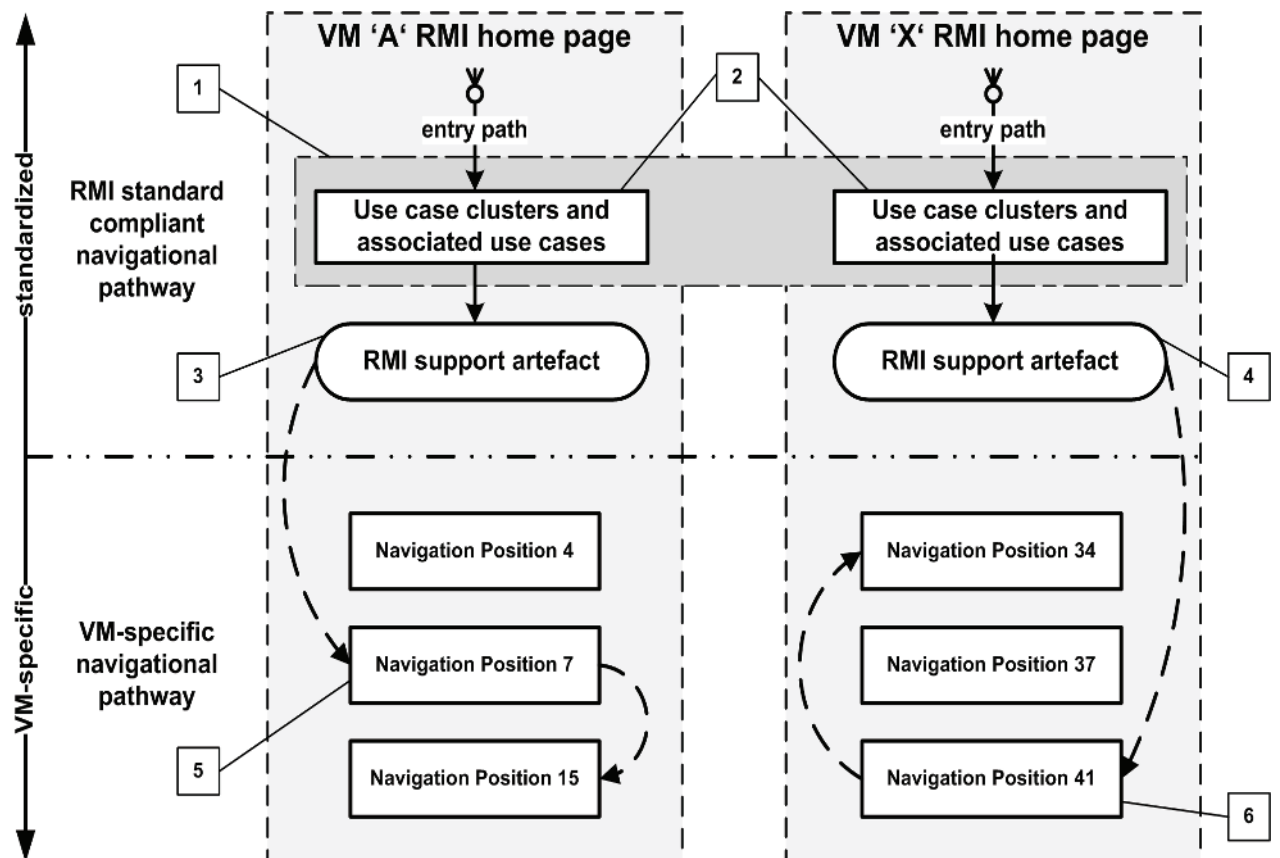 VM ‘A‘ RMI home page
VM ‘X‘ RMI home page
1
2
entry path
entry path
standardized
RMI standard
compliant
navigational
pathway
Use case clusters and
associated use cases
Use case clusters and
associated use cases
3
RMI support artefact
RMI support artefact
4
VM-specific
VM-specific
navigational
pathway
Navigation Position 4
Navigation Position 7
Navigation Position 15
5
Navigation Position 34
Navigation Position 37
Navigation Position 41
6